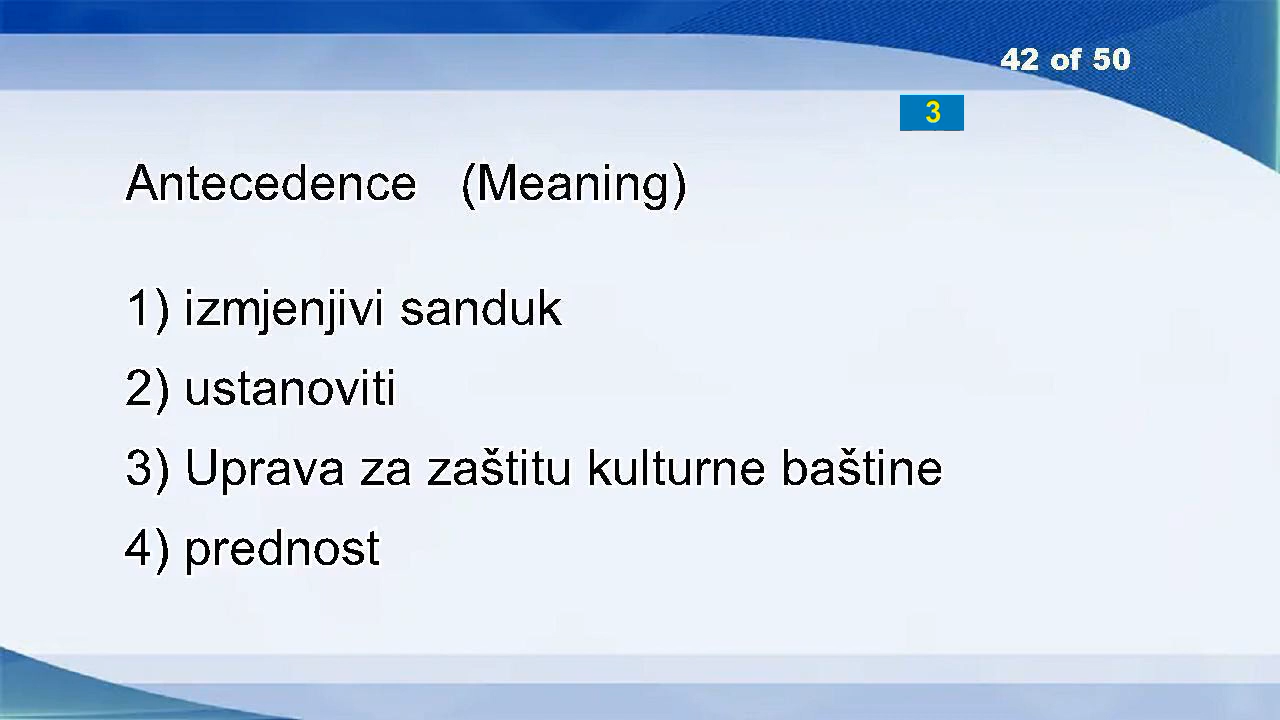 42 of 50
3
Antecedence (Meaning)
1) izmjenjivi sanduk
2) ustanoviti
3) Uprava za zaštitu kulturne baštine
4) prednost